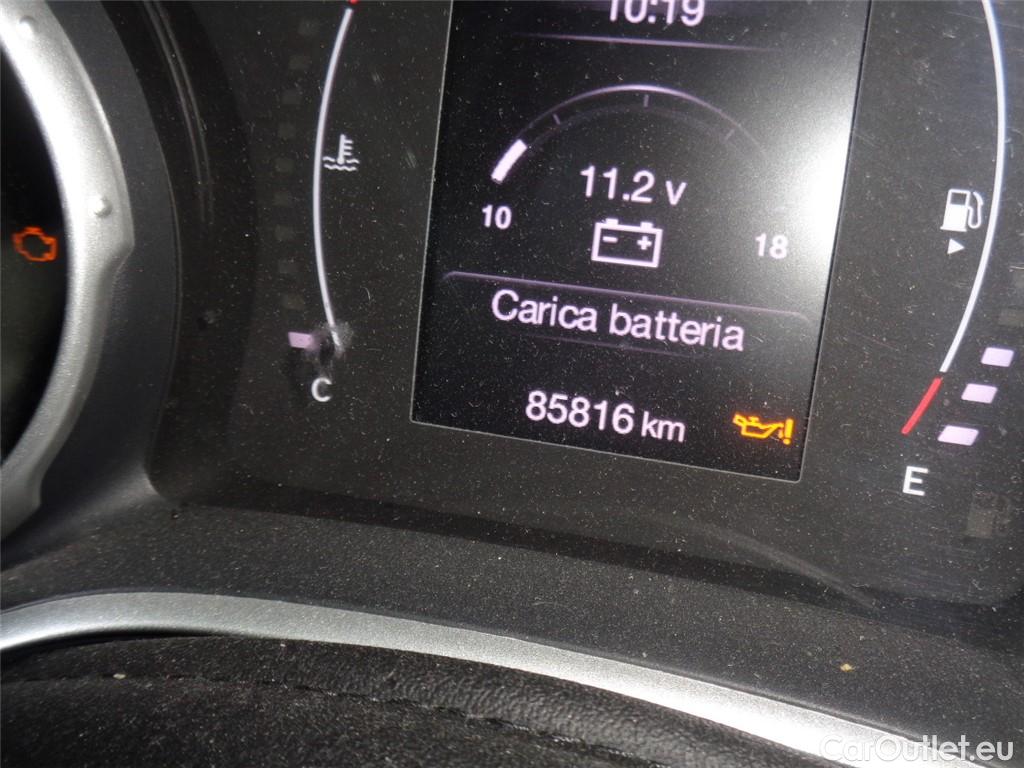 10:19
11.2 v
10
18
- +
Carica batteria
85816 km
!
C
E
CarOutlet.eu